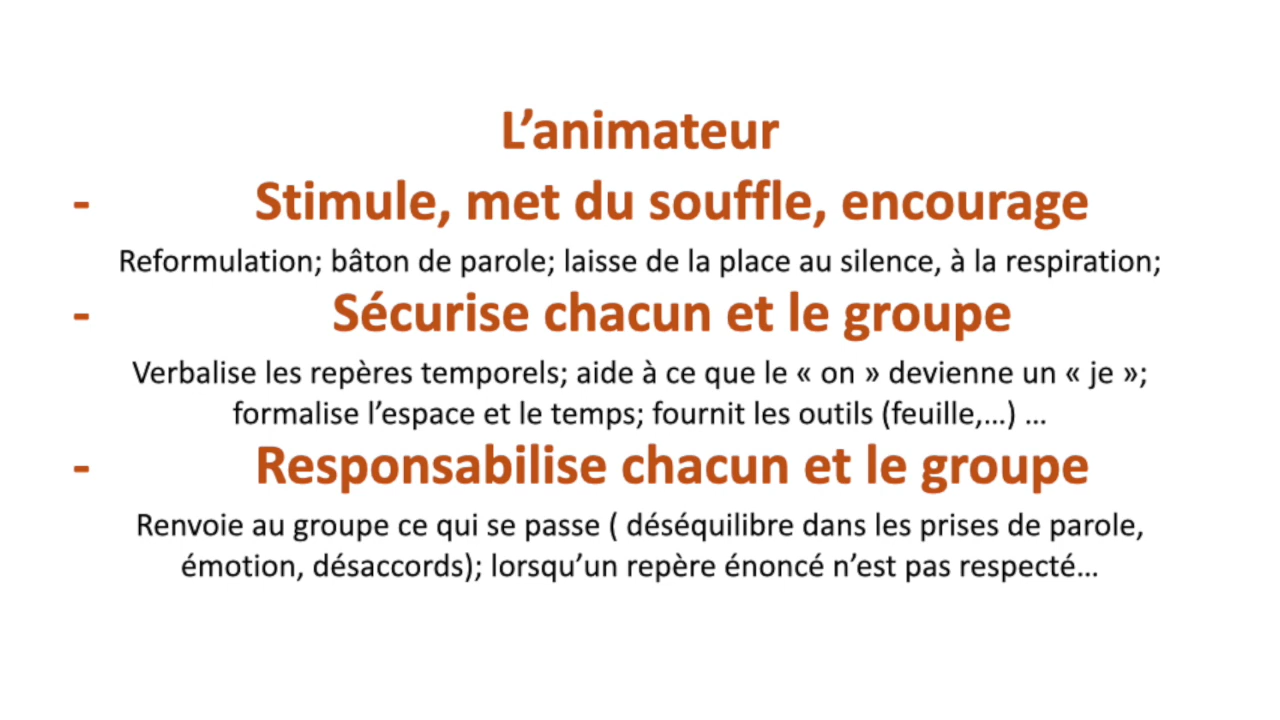 L’animateur
- Stimule, met du souffle, encourage
Reformulation; bâton de parole; laisse de la place au silence, à la respiration;
- Sécurise chacun et le groupe
Verbalise les repères temporels; aide à ce que le « on » devienne un « je »;
formalise l’espace et le temps; fournit les outils (feuille,…) …
- Responsabilise chacun et le groupe
Renvoie au groupe ce qui se passe ( déséquilibre dans les prises de parole,
émotion, désaccords); lorsqu’un repère énoncé n’est pas respecté…